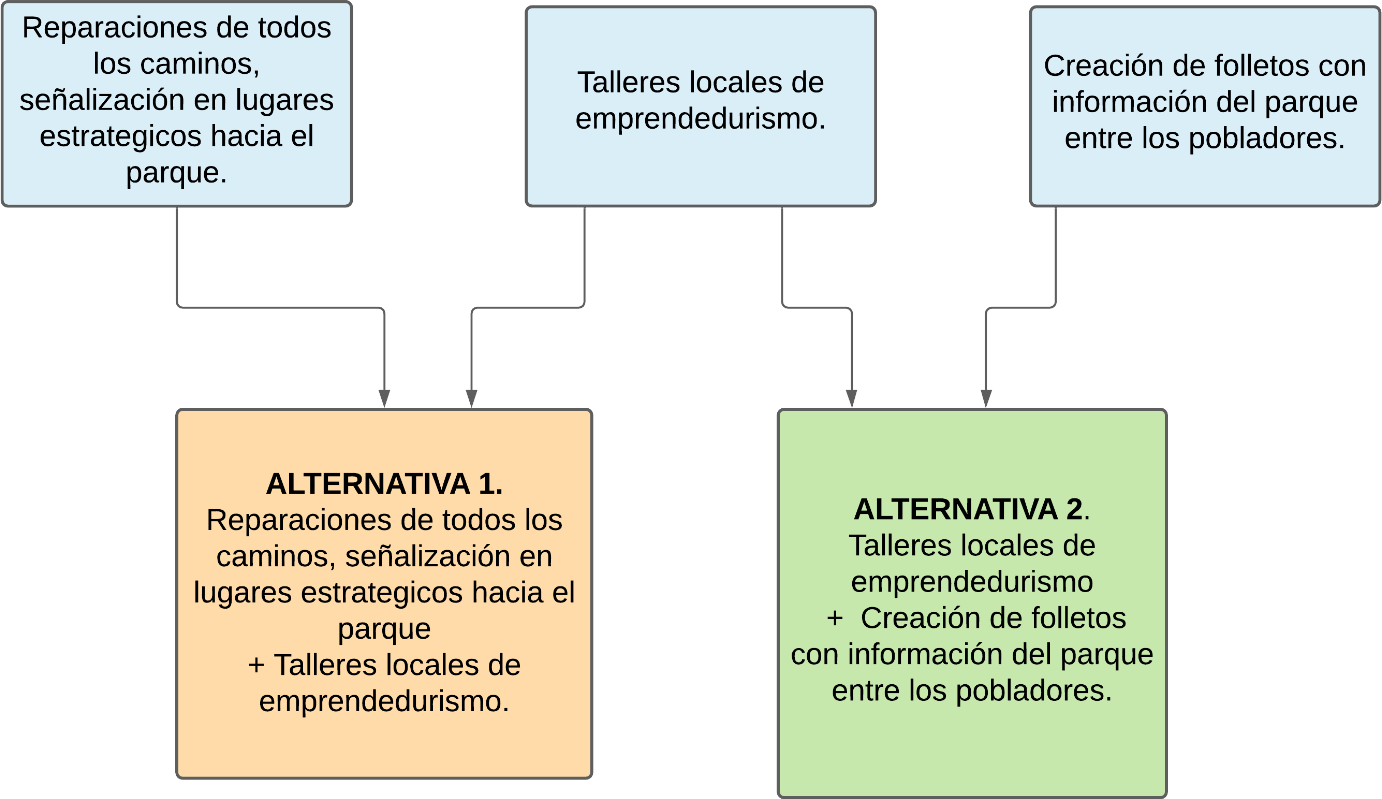 Reparaciones de todos
los caminos,
señalización en lugares
estrategicos hacia el
parque.
Talleres locales de
emprendedurismo.
Creación de folletos con
información del parque
entre los pobladores.
ALTERNATIVA 1.
Reparaciones de todos los
caminos, señalización en
lugares estrategicos hacia el
parque
+ Talleres locales de
emprendedurismo.
ALTERNATIVA 2.
Talleres locales de
emprendedurismo
+ Creación de folletos
con información del parque
entre los pobladores.